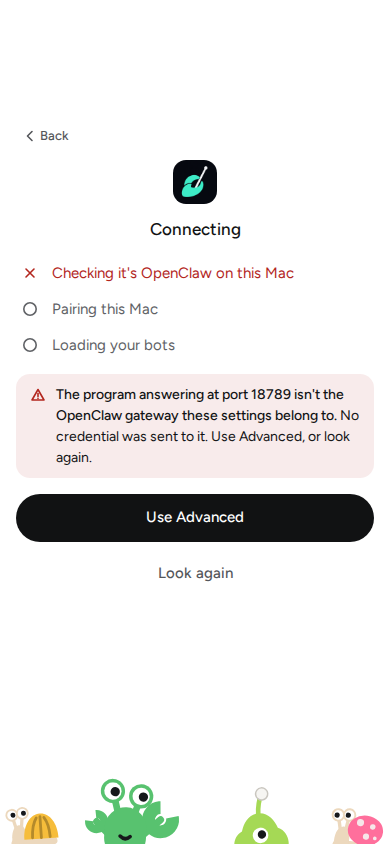 Back
Connecting
Checking it's OpenClaw on this Mac
Pairing this Mac
Loading your bots
The program answering at port 18789 isn't the
OpenClaw gateway these settings belong to. No
credential was sent to it. Use Advanced, or look
again.
Use Advanced
Look again